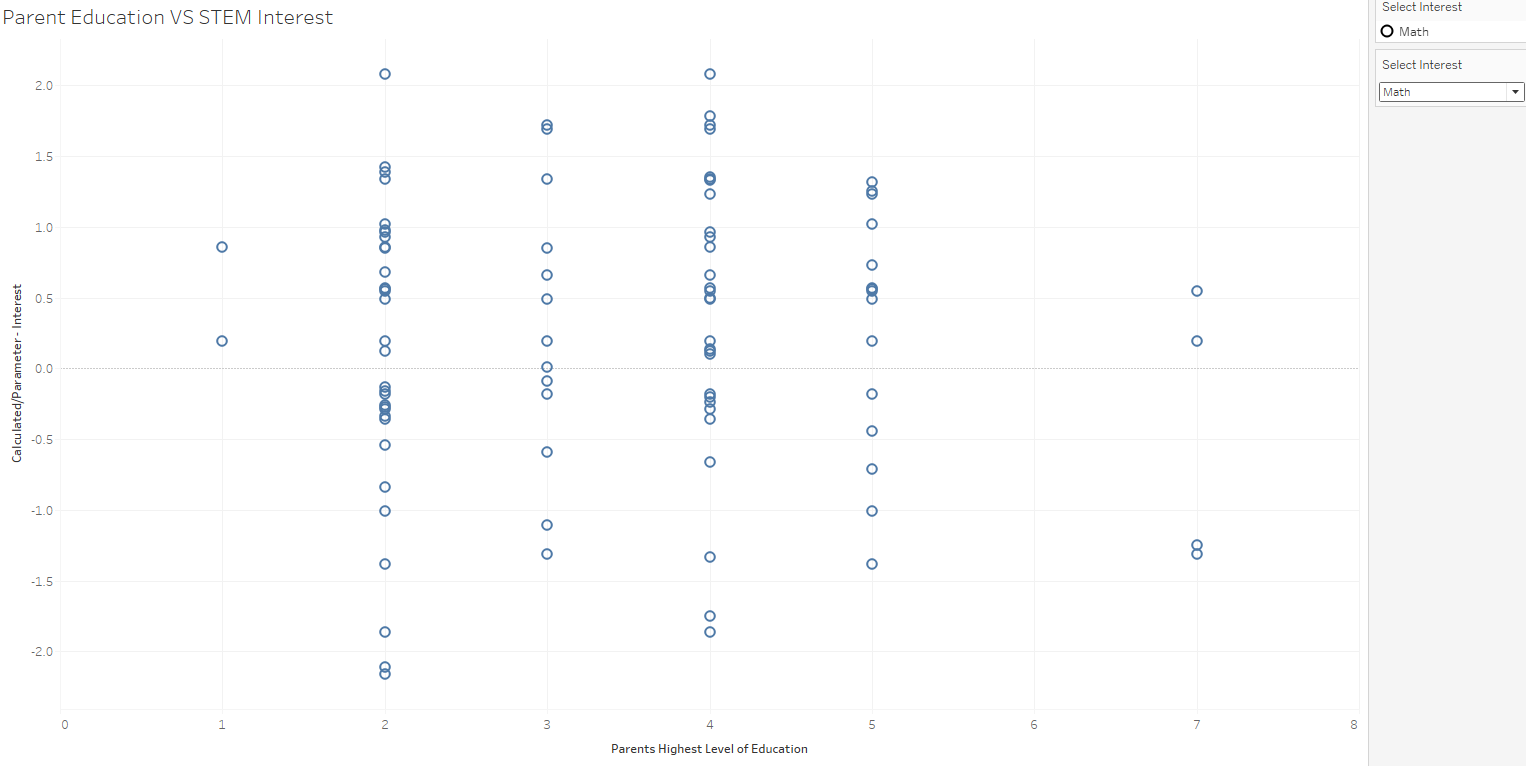 Parent Education VS STEM Interest
Select Interest
Math
Select Interest
Math
Calculated/Parameter - Interest
2.0
1.5
1.0
0.5
0.0
-0.5
-1.0
-1.5
-2.0
0 1 2 3 4 5 6 7 8
Parents Highest Level of Education